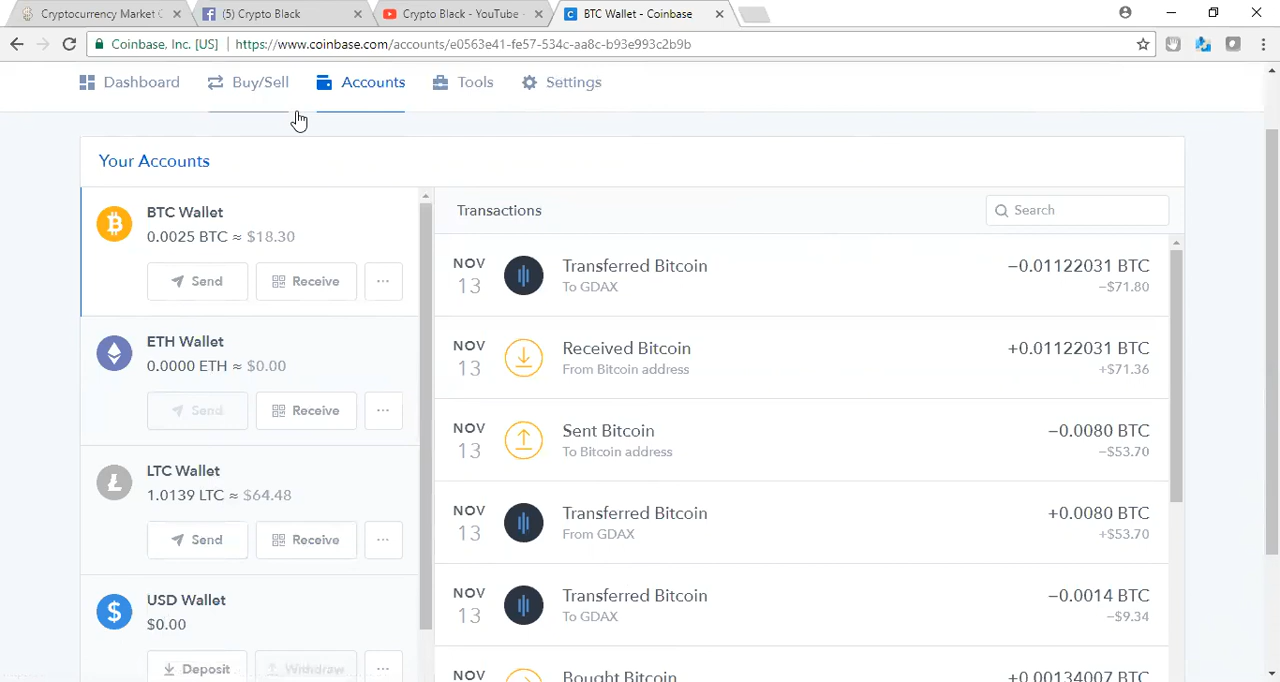 Cryptocurrency Market C
(5) Crypto Black
Crypto Black - YouTube
BTC Wallet - Coinbase
Coinbase, Inc. [US]
https://www.coinbase.com/accounts/e0563e41-fe57-534c-aa8c-b93e993c2b9b
Dashboard
Buy/Sell
Accounts
Tools
Settings
Your Accounts
BTC Wallet
0.0025 BTC ≈ $18.30
Send
Receive
ETH Wallet
0.0000 ETH ≈ $0.00
Send
Receive
LTC Wallet
1.0139 LTC ≈ $64.48
Send
Receive
USD Wallet
$0.00
Deposit
Withdraw
Transactions
Search
NOV
13
Transferred Bitcoin
To GDAX
−0.01122031 BTC
−$71.80
NOV
13
Received Bitcoin
From Bitcoin address
+0.01122031 BTC
+$71.36
NOV
13
Sent Bitcoin
To Bitcoin address
−0.0080 BTC
−$53.70
NOV
13
Transferred Bitcoin
From GDAX
+0.0080 BTC
+$53.70
NOV
13
Transferred Bitcoin
To GDAX
−0.0014 BTC
−$9.34
NOV
Bought Bitcoin
+0.00134007 BTC